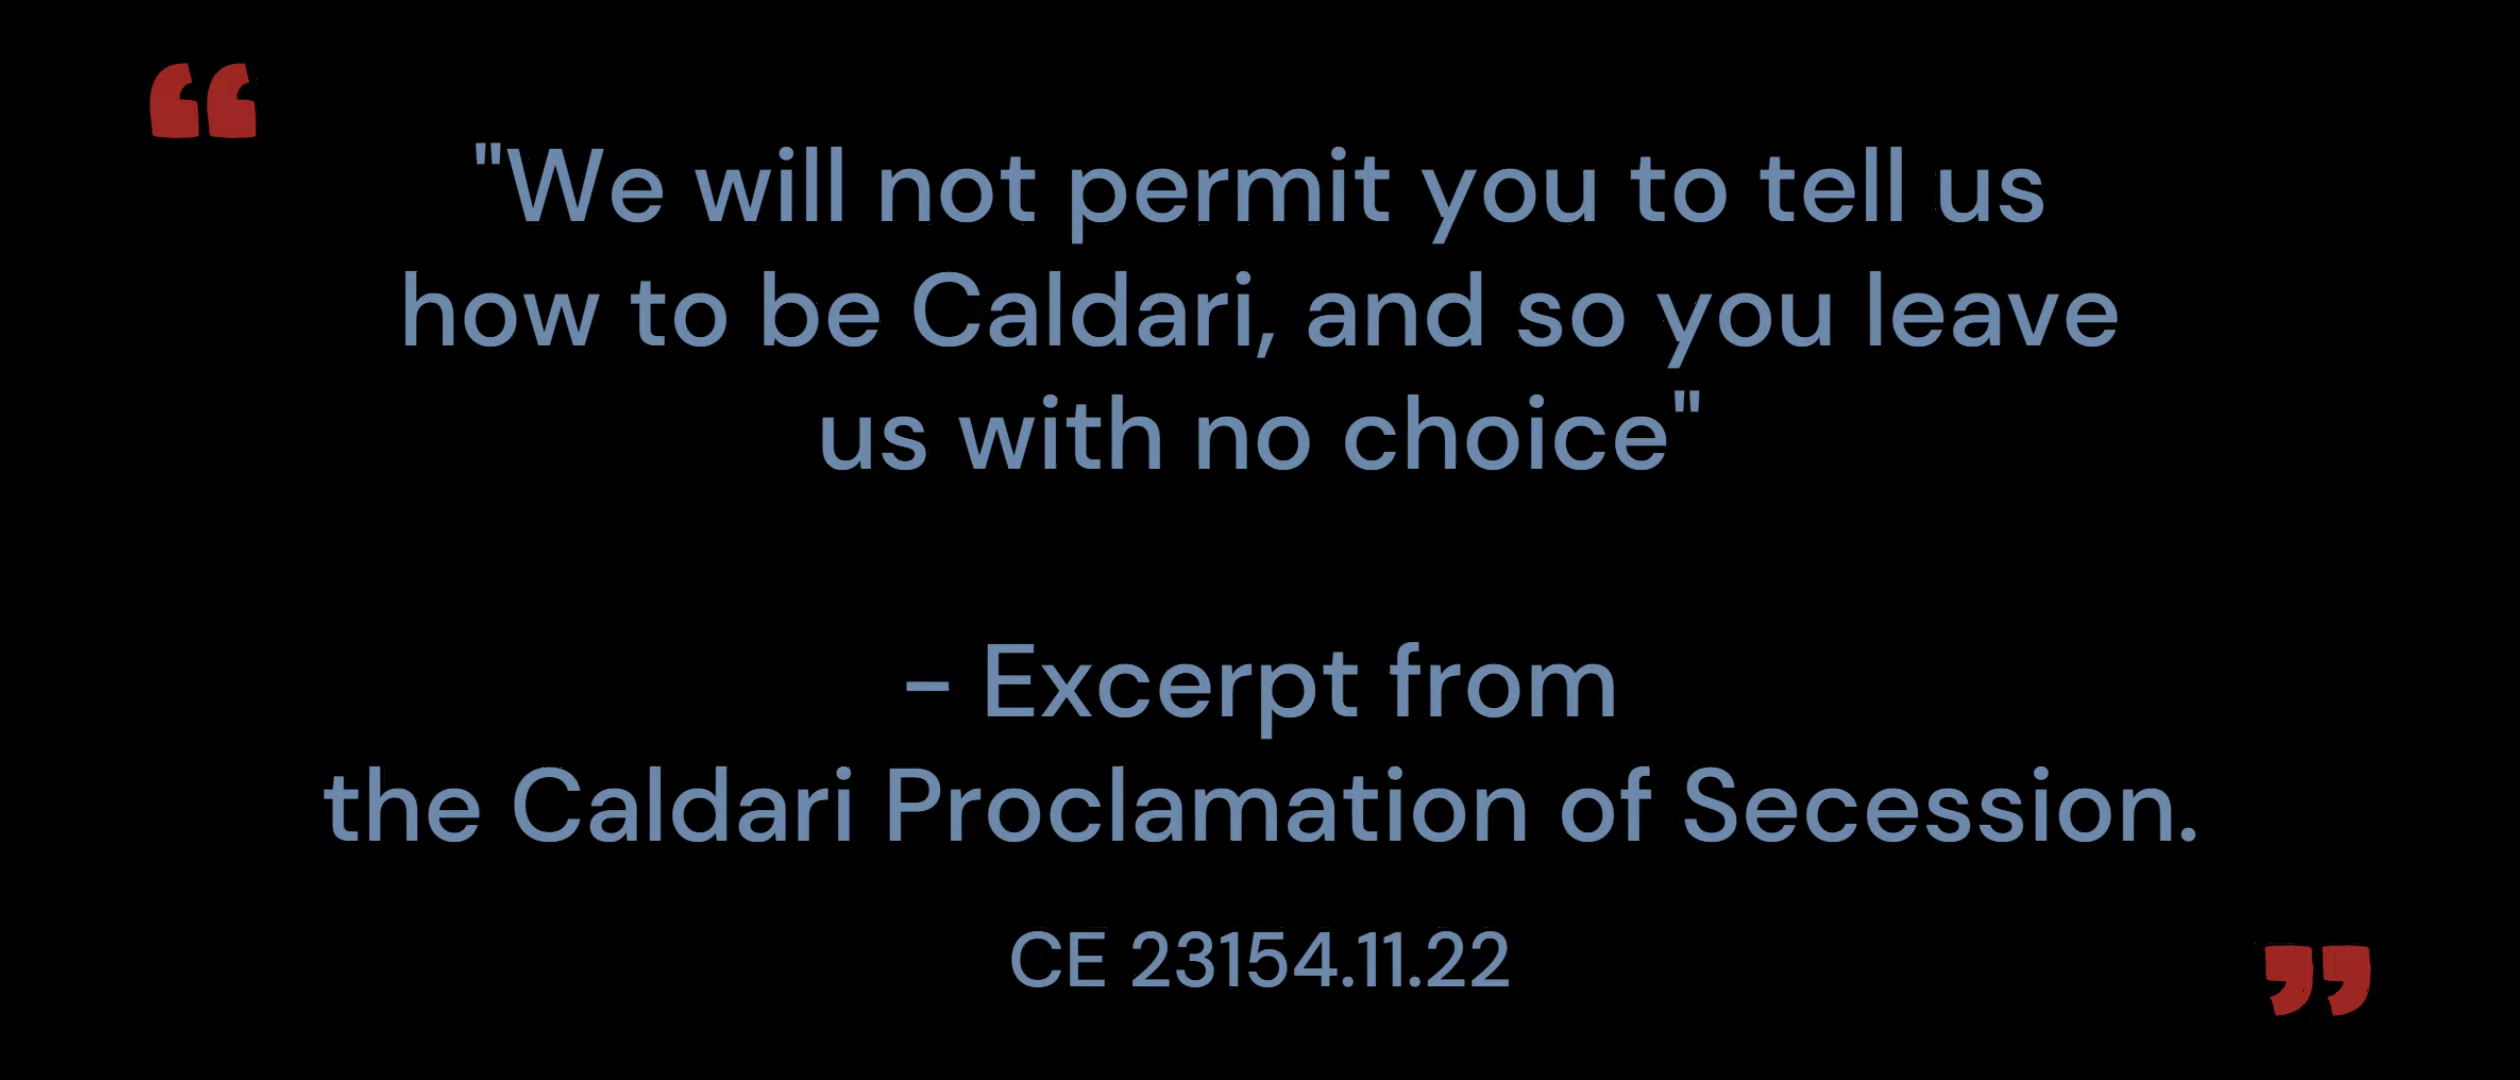 “
"We will not permit you to tell us
how to be Caldari, and so you leave
us with no choice"
– Excerpt from
the Caldari Proclamation of Secession.
CE 23154.11.22
”